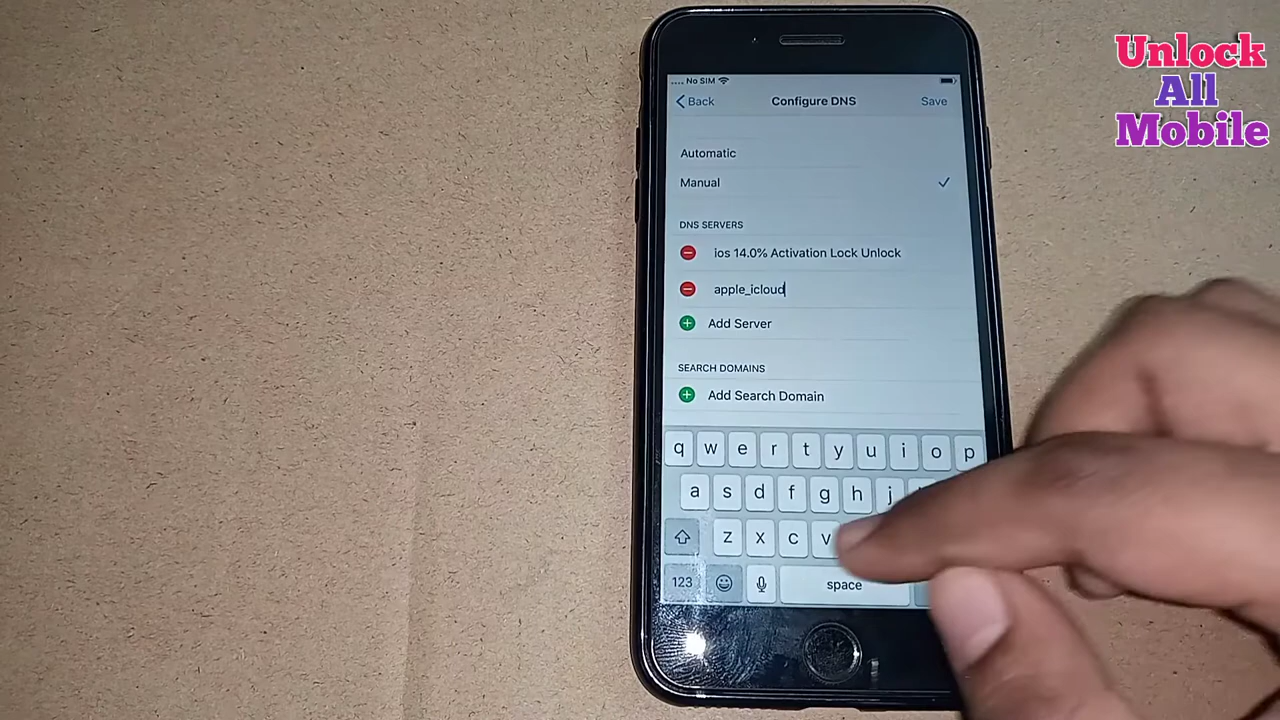 Unlock
All
Mobile
No SIM
Back
Configure DNS
Save
Automatic
Manual
DNS SERVERS
ios 14.0% Activation Lock Unlock
apple_icloud
Add Server
SEARCH DOMAINS
Add Search Domain
q w e r t y u i o p
a s d f g h j
z x c v
123
space